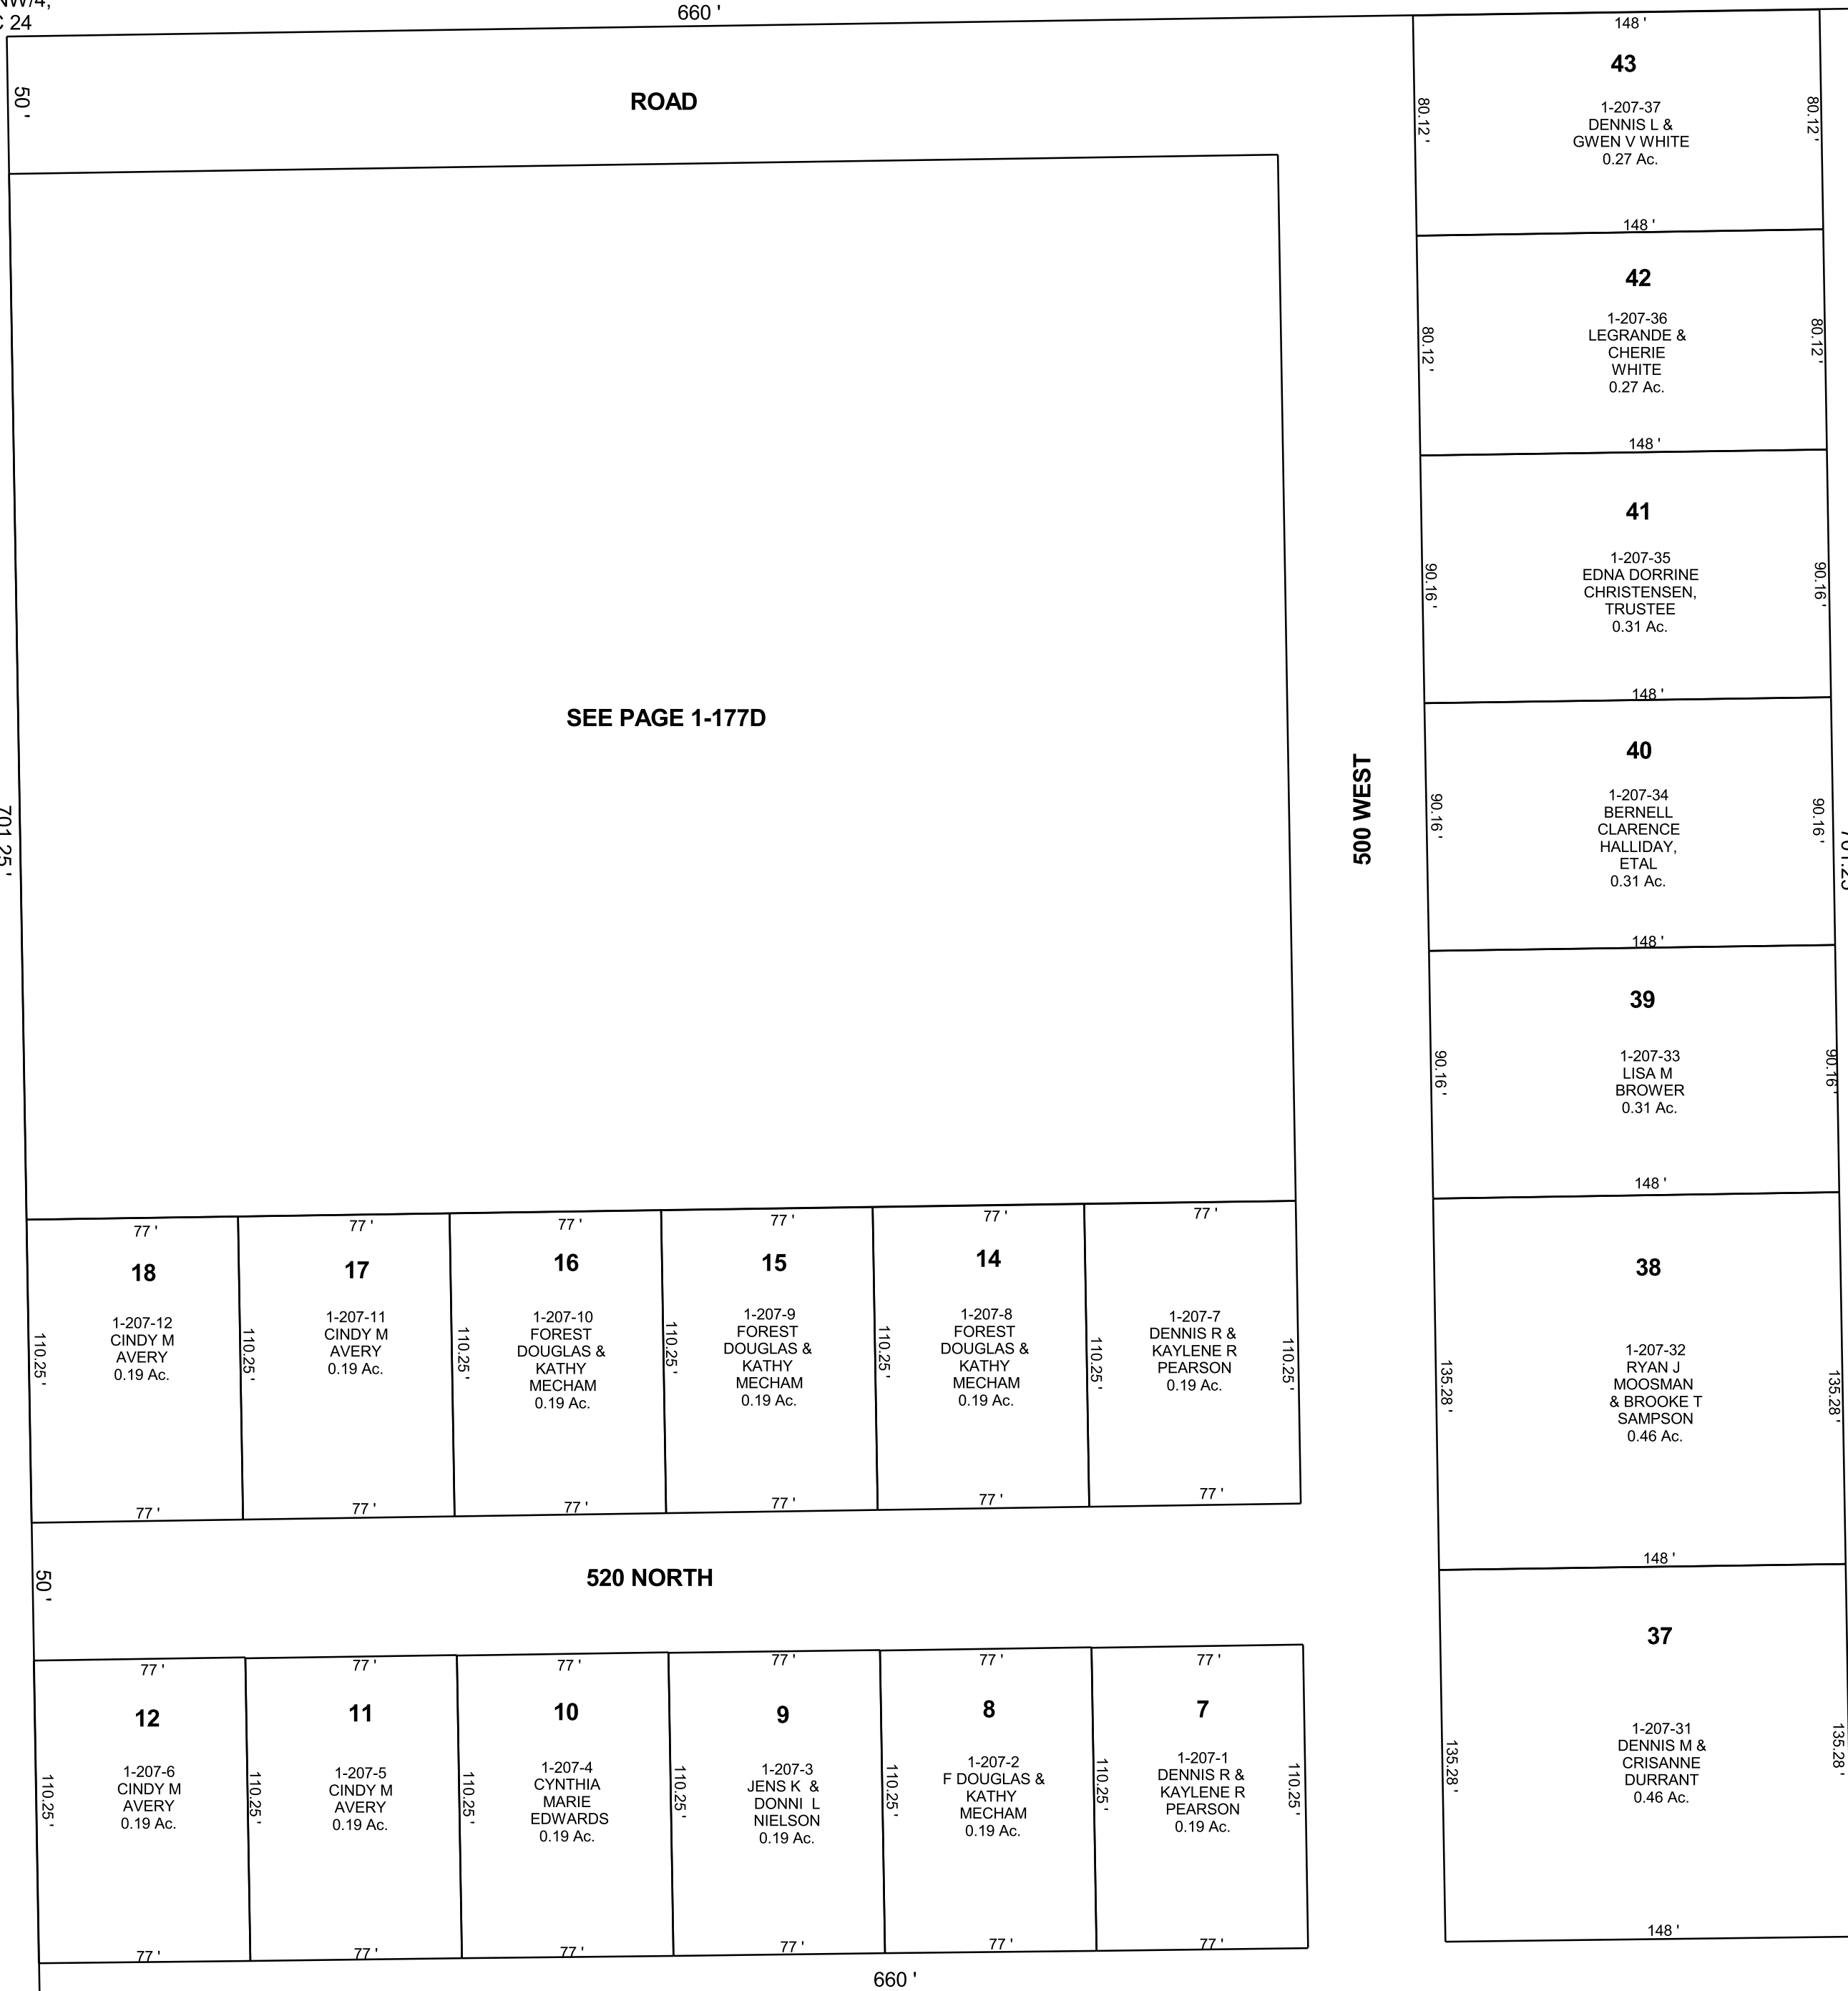 NW/4,
C 24
660 '
50 '
ROAD
701.25 '
SEE PAGE 1-177D
500 WEST
148 '
43
80.12 '
80.12 '
1-207-37
DENNIS L &
GWEN V WHITE
0.27 Ac.
148 '
42
80.12 '
80.12 '
1-207-36
LEGRANDE &
CHERIE
WHITE
0.27 Ac.
148 '
41
90.16 '
90.16 '
1-207-35
EDNA DORRINE
CHRISTENSEN,
TRUSTEE
0.31 Ac.
148 '
40
90.16 '
90.16 '
1-207-34
BERNELL
CLARENCE
HALLIDAY,
ETAL
0.31 Ac.
701.25
148 '
39
90.16 '
90.16 '
1-207-33
LISA M
BROWER
0.31 Ac.
148 '
38
135.28 '
135.28 '
1-207-32
RYAN J
MOOSMAN
& BROOKE T
SAMPSON
0.46 Ac.
148 '
37
135.28 '
135.28 '
1-207-31
DENNIS M &
CRISANNE
DURRANT
0.46 Ac.
148 '
77 '
18
110.25 '
1-207-12
CINDY M
AVERY
0.19 Ac.
77 '
77 '
17
110.25 '
1-207-11
CINDY M
AVERY
0.19 Ac.
77 '
77 '
16
110.25 '
1-207-10
FOREST
DOUGLAS &
KATHY
MECHAM
0.19 Ac.
77 '
77 '
15
110.25 '
1-207-9
FOREST
DOUGLAS &
KATHY
MECHAM
0.19 Ac.
77 '
77 '
14
110.25 '
1-207-8
FOREST
DOUGLAS &
KATHY
MECHAM
0.19 Ac.
77 '
77 '
110.25 '
1-207-7
DENNIS R &
KAYLENE R
PEARSON
0.19 Ac.
110.25 '
77 '
50 '
520 NORTH
77 '
12
110.25 '
1-207-6
CINDY M
AVERY
0.19 Ac.
77 '
77 '
11
110.25 '
1-207-5
CINDY M
AVERY
0.19 Ac.
77 '
77 '
10
110.25 '
1-207-4
CYNTHIA
MARIE
EDWARDS
0.19 Ac.
77 '
77 '
9
110.25 '
1-207-3
JENS K &
DONNI L
NIELSON
0.19 Ac.
77 '
77 '
8
110.25 '
1-207-2
F DOUGLAS &
KATHY
MECHAM
0.19 Ac.
77 '
77 '
7
110.25 '
1-207-1
DENNIS R &
KAYLENE R
PEARSON
0.19 Ac.
110.25 '
77 '
660 '